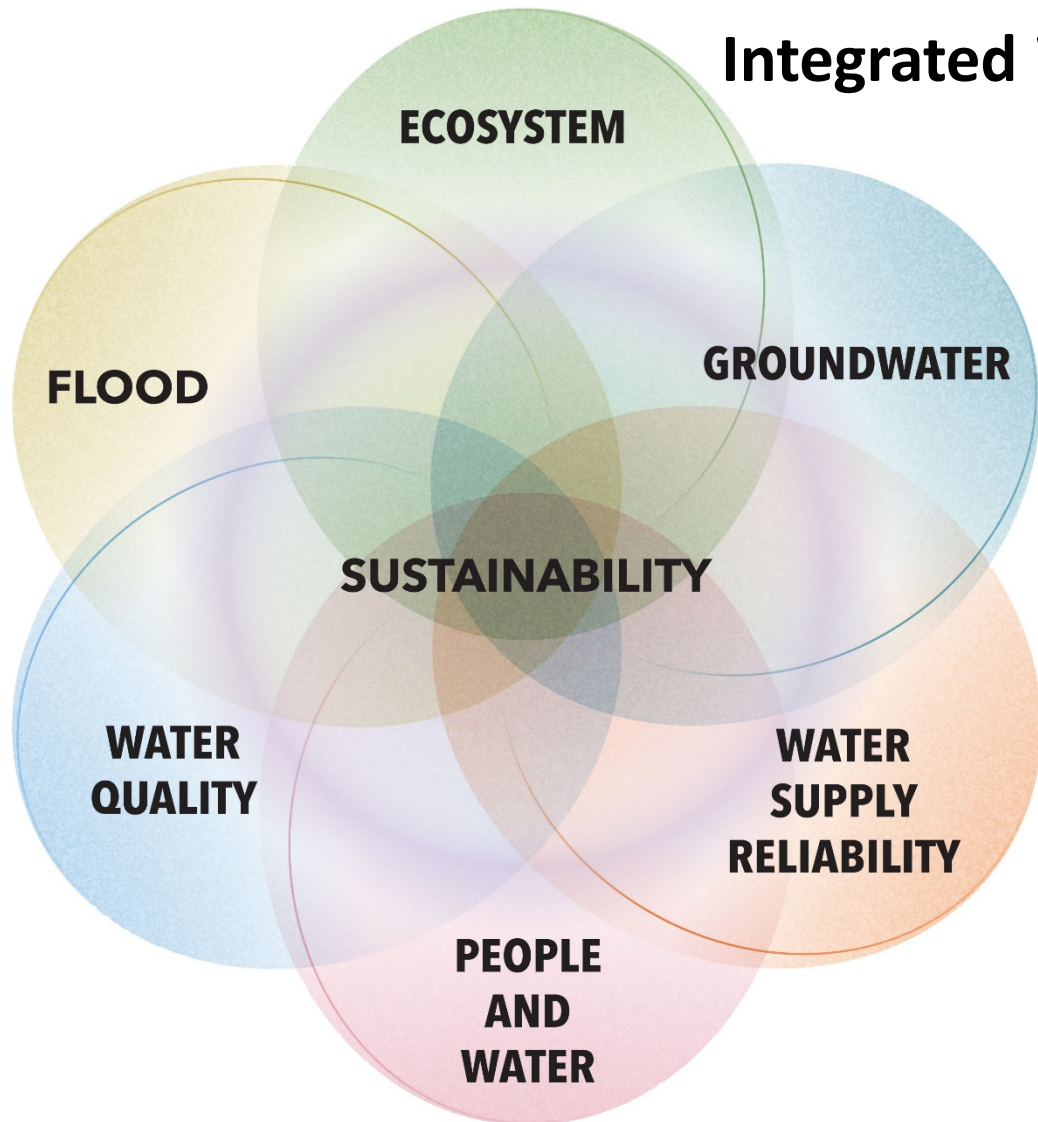 Integrated
ECOSYSTEM
GROUNDWATER
FLOOD
SUSTAINABILITY
WATER
QUALITY
WATER
SUPPLY
RELIABILITY
PEOPLE
AND
WATER